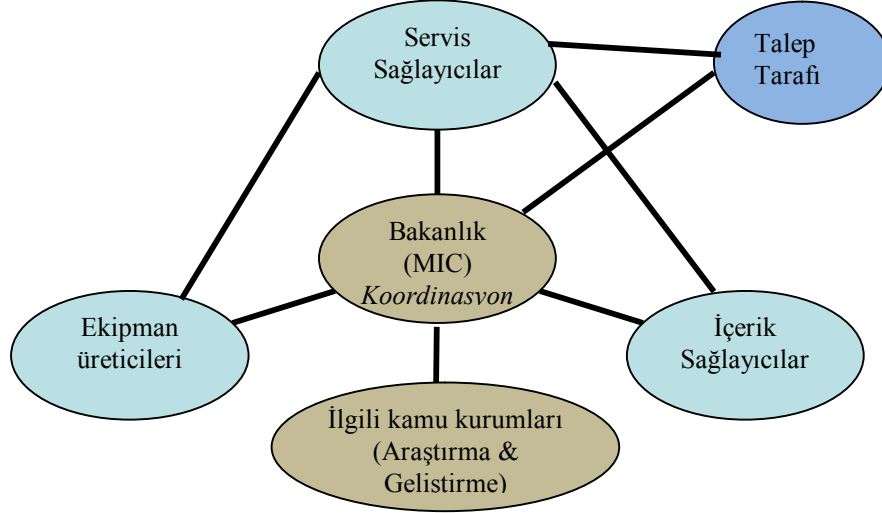 Servis
Sağlayıcılar
Talep
Tarafı
Bakanlık
(MIC)
Koordinasyon
Ekipman
üreticileri
İçerik
Sağlayıcılar
İlgili kamu kurumları
(Araştırma &
Gelistirme)